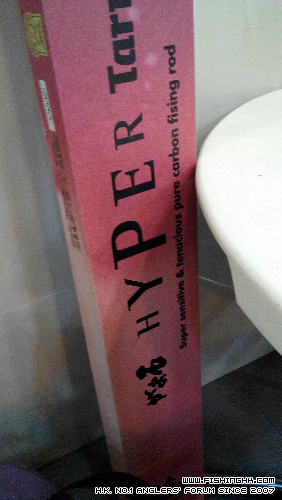 HYPER Tar
Super sensitive & tenacious pure carbon fising rod
WWW.FISHINGHK.COM
H.K. NO.1 ANGLERS' FORUM SINCE 2007